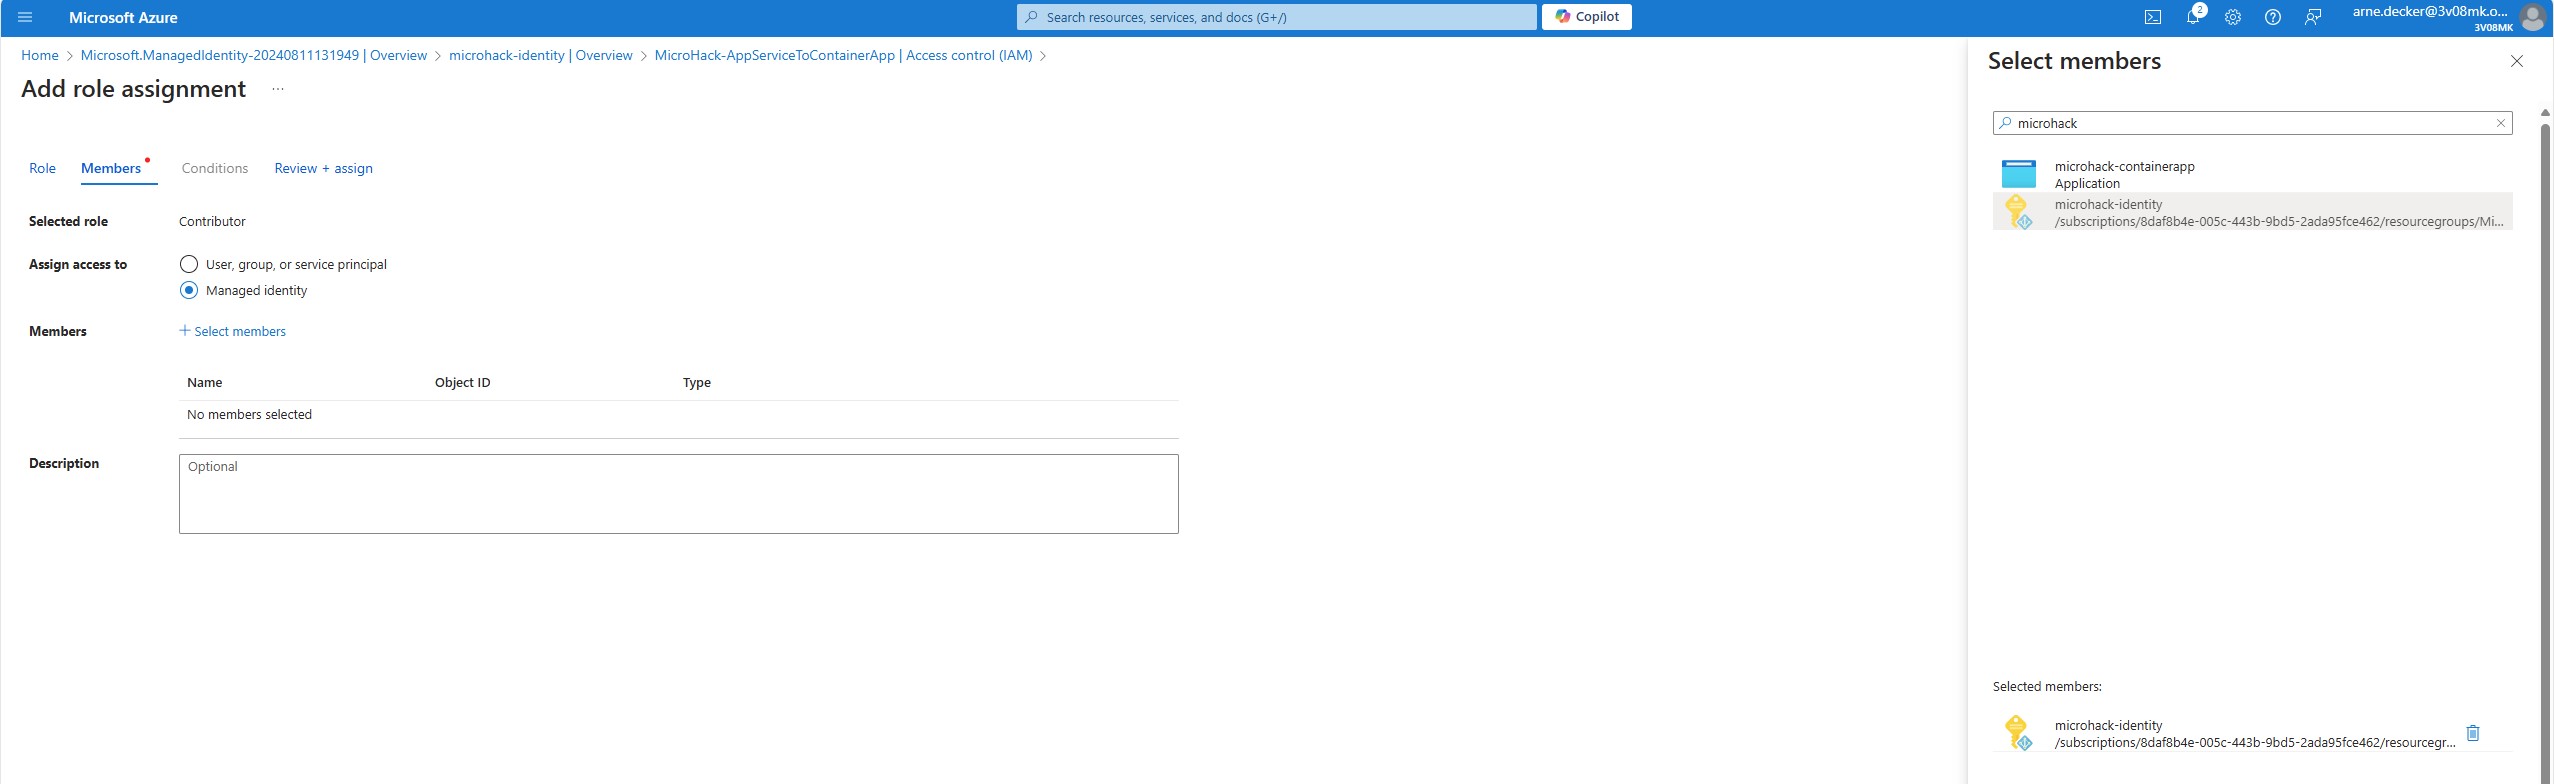 Microsoft Azure
Search resources, services, and docs (G+/)
Copilot
2
arne.decker@3v08mk.o...
3V08MK
Home > Microsoft.ManagedIdentity-20240811131949 | Overview > microhack-identity | Overview > MicroHack-AppServiceToContainerApp | Access control (IAM) >
Add role assignment ...
Role Members Conditions Review + assign
Selected role Contributor
Assign access to User, group, or service principal
Managed identity
Members + Select members
Name Object ID Type
No members selected
Description Optional
Select members
microhack
microhack-containerapp
Application
microhack-identity
/subscriptions/8daf8b4e-005c-443b-9bd5-2ada95fce462/resourcegroups/Mi...
Selected members:
microhack-identity
/subscriptions/8daf8b4e-005c-443b-9bd5-2ada95fce462/resourcegr...